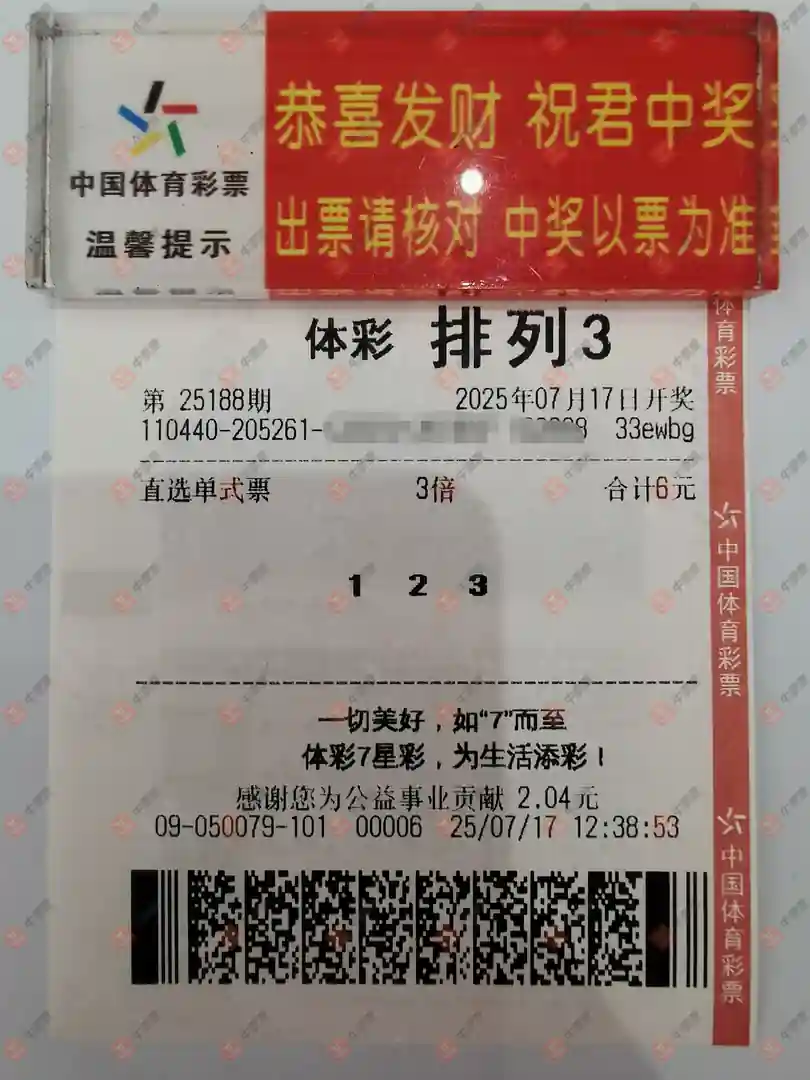 中国体育彩票
温馨提示
恭喜发财 祝君中奖
出票请核对 中奖以票为准
体彩 排列3
第 25188期 2025年07月17日开奖
110440-205261- 33ewbg
直选单式票 3倍 合计6元
1 2 3
一切美好，如“7”而至
体彩7星彩，为生活添彩！
感谢您为公益事业贡献 2.04元
09-050079-101 00006 25/07/17 12:38:53
体育彩票
中国体育彩票
中国体育彩票